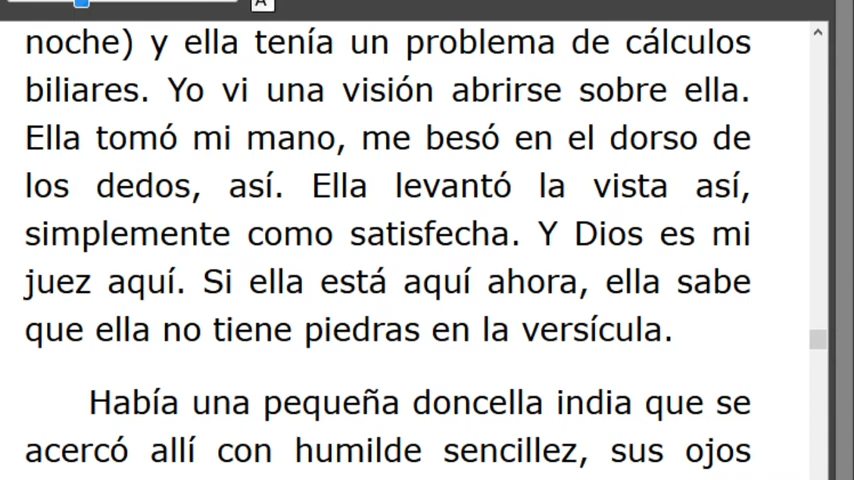 A
noche) y ella tenía un problema de cálculos
biliares. Yo vi una visión abrirse sobre ella.
Ella tomó mi mano, me besó en el dorso de
los dedos, así. Ella levantó la vista así,
simplemente como satisfecha. Y Dios es mi
juez aquí. Si ella está aquí ahora, ella sabe
que ella no tiene piedras en la versícula.
Había una pequeña doncella india que se
acercó allí con humilde sencillez, sus ojos